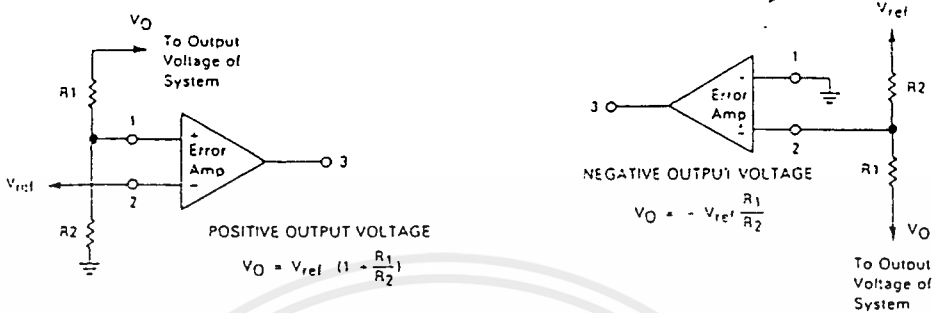 VO
To Output
Voltage of
System
R1
1
+
Error
Amp
-
3
Vref
2
R2
POSITIVE OUTPUT VOLTAGE
VO = Vref (1 + R1/R2)
Vref
1
R2
-
Error
Amp
+
3
2
R1
NEGATIVE OUTPUT VOLTAGE
VO = - Vref R1/R2
VO
To Output
Voltage of
System